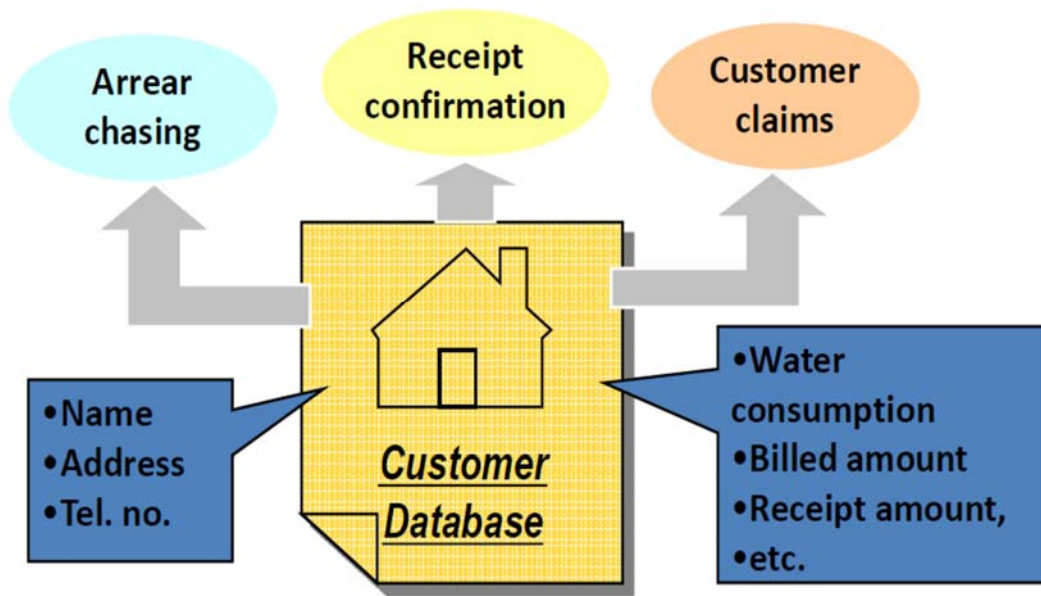 Arrear
chasing
Receipt
confirmation
Customer
claims
•Name
•Address
•Tel. no.
Customer
Database
•Water
consumption
•Billed amount
•Receipt amount,
•etc.